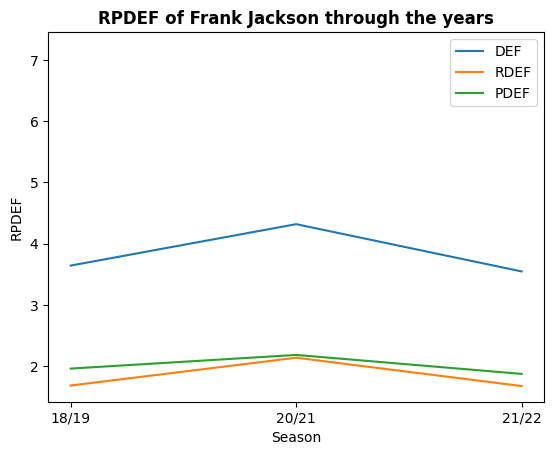 RPDEF of Frank Jackson through the years
DEF
RDEF
PDEF
7
6
5
4
3
2
RPDEF
18/19
20/21
21/22
Season